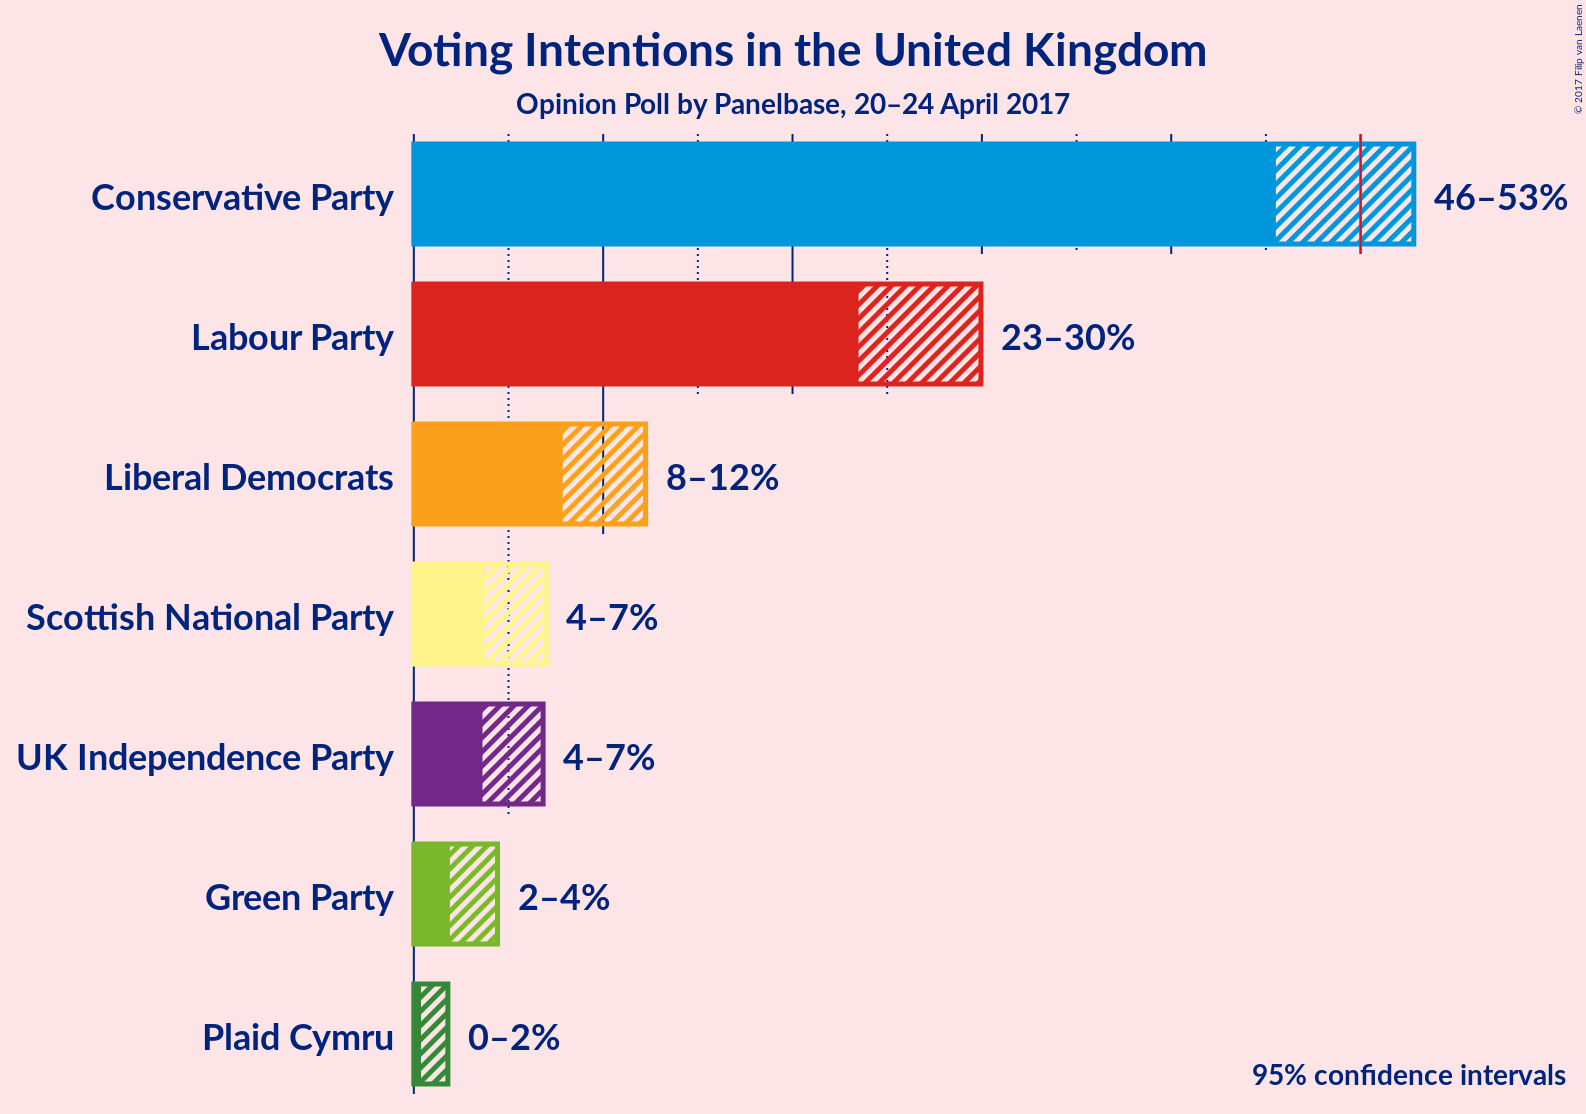 Voting Intentions in the United Kingdom
Opinion Poll by Panelbase, 20–24 April 2017
© 2017 Filip van Laenen
Conservative Party
46–53%
Labour Party
23–30%
Liberal Democrats
8–12%
Scottish National Party
4–7%
UK Independence Party
4–7%
Green Party
2–4%
Plaid Cymru
0–2%
95% confidence intervals